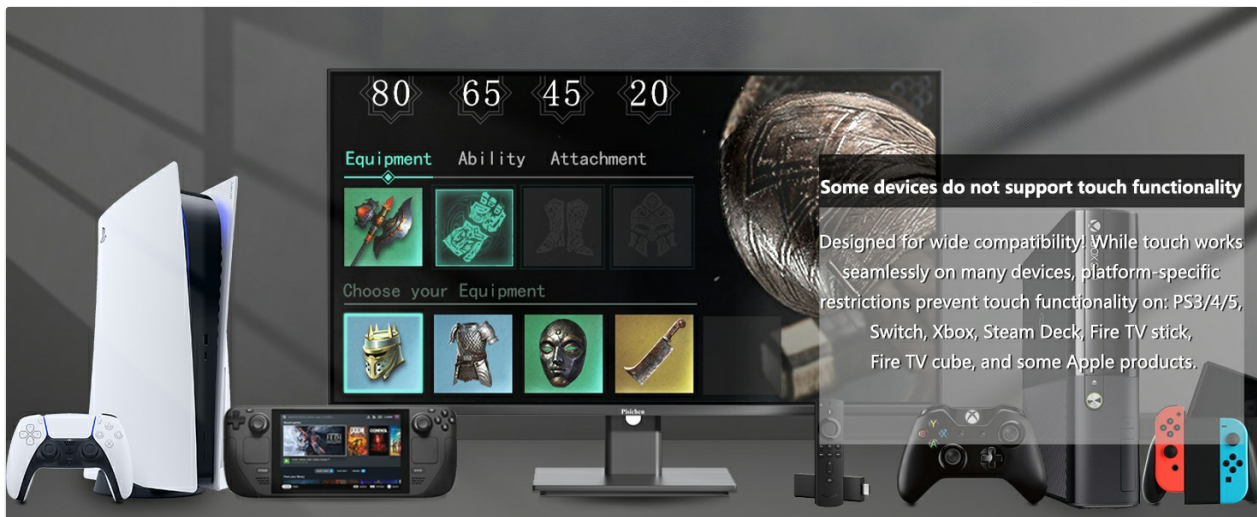 80 65 45 20
Equipment Ability Attachment
Choose your Equipment
Pisichen
Some devices do not support touch functionality
Designed for wide compatibility! While touch works
seamlessly on many devices, platform-specific
restrictions prevent touch functionality on: PS3/4/5,
Switch, Xbox, Steam Deck, Fire TV stick,
Fire TV cube, and some Apple products.